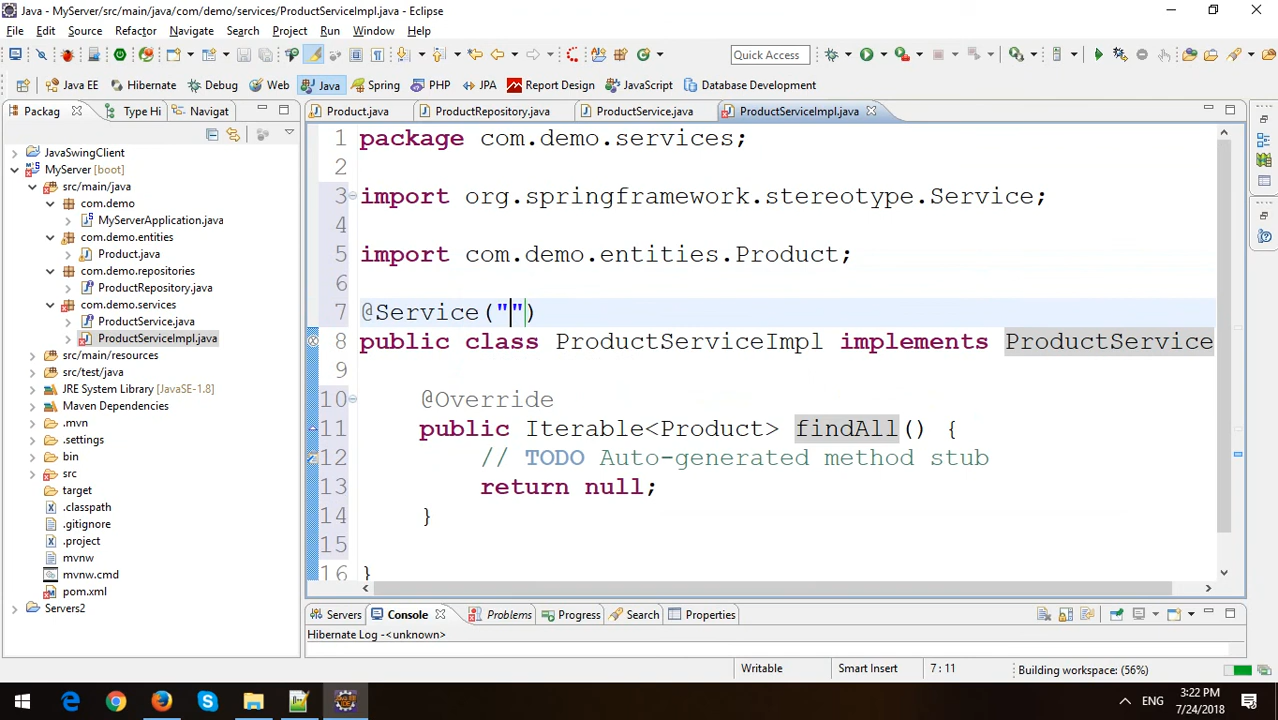 Java - MyServer/src/main/java/com/demo/services/ProductServiceImpl.java - Eclipse
File Edit Source Refactor Navigate Search Project Run Window Help
Quick Access
Java EE Hibernate Debug Web Java Spring PHP JPA Report Design JavaScript Database Development
Packag Type Hi Navigat
Product.java ProductRepository.java ProductService.java ProductServiceImpl.java
JavaSwingClient
MyServer [boot]
src/main/java
com.demo
MyServerApplication.java
com.demo.entities
Product.java
com.demo.repositories
ProductRepository.java
com.demo.services
ProductService.java
ProductServiceImpl.java
src/main/resources
src/test/java
JRE System Library [JavaSE-1.8]
Maven Dependencies
.mvn
.settings
bin
src
target
.classpath
.gitignore
.project
mvnw
mvnw.cmd
pom.xml
Servers2
1 package com.demo.services;
2
3 import org.springframework.stereotype.Service;
4
5 import com.demo.entities.Product;
6
7 @Service("")
8 public class ProductServiceImpl implements ProductService
9
10 @Override
11 public Iterable<Product> findAll() {
12 // TODO Auto-generated method stub
13 return null;
14 }
15
16 }
Servers Console Problems Progress Search Properties
Hibernate Log -<unknown>
Writable Smart Insert 7 : 11 Building workspace: (56%)
ENG 3:22 PM
7/24/2018